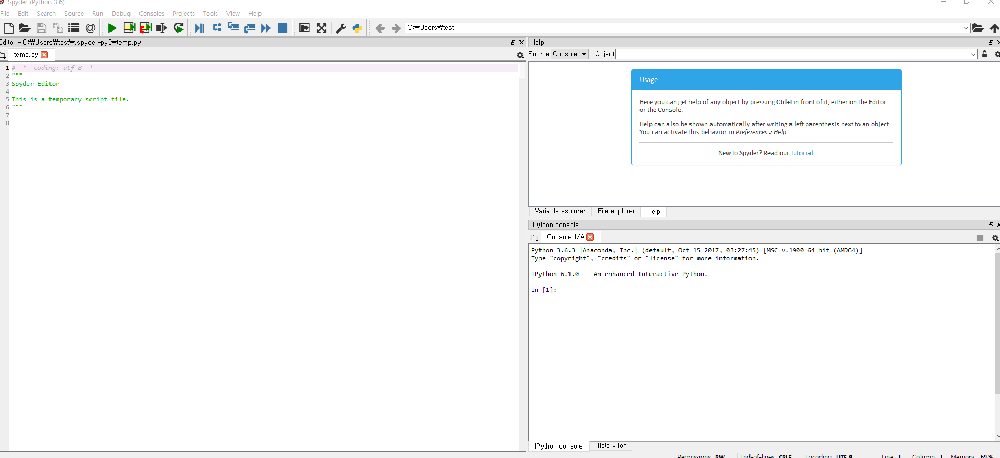 Spyder (Python 3.6)
File Edit Search Source Run Debug Consoles Projects Tools View Help
C:₩Users₩test
Editor - C:₩Users₩test₩.spyder-py3₩temp.py
temp.py
1 # -*- coding: utf-8 -*-
2 """
3 Spyder Editor
4
5 This is a temporary script file.
6 """
7
8
Help
Source Console Object
Usage
Here you can get help of any object by pressing Ctrl+I in front of it, either on the Editor
or the Console.
Help can also be shown automatically after writing a left parenthesis next to an object.
You can activate this behavior in Preferences > Help.
New to Spyder? Read our tutorial
Variable explorer File explorer Help
IPython console
Console 1/A
Python 3.6.3 |Anaconda, Inc.| (default, Oct 15 2017, 03:27:45) [MSC v.1900 64 bit (AMD64)]
Type "copyright", "credits" or "license" for more information.
IPython 6.1.0 -- An enhanced Interactive Python.
In [1]:
IPython console History log
Permissions: RW End-of-lines: CRLF Encoding: UTF-8 Line: 1 Column: 1 Memory: 69 %